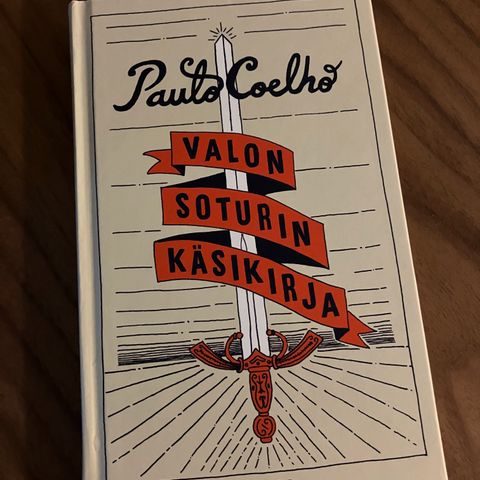 Paulo Coelho
VALON
SOTURIN
KÄSIKIRJA